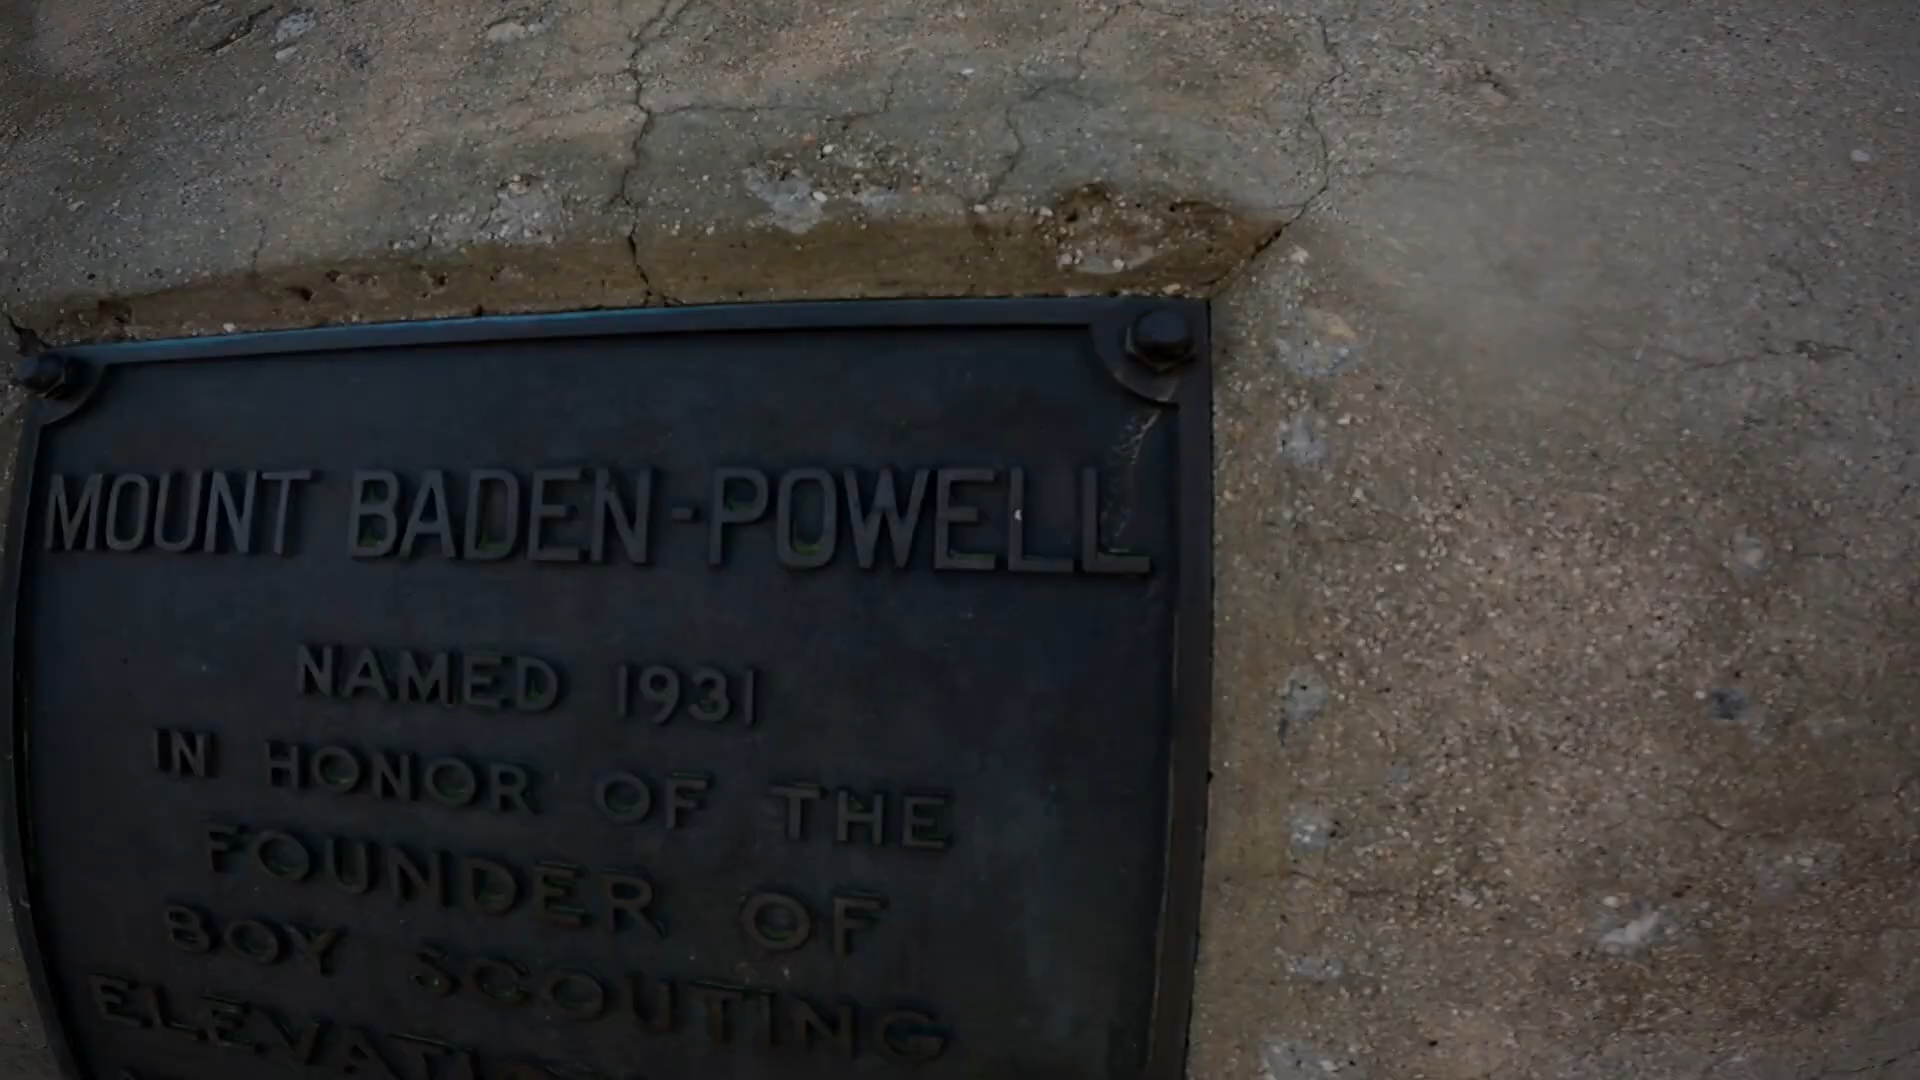 MOUNT BADEN-POWELL
NAMED 1931
IN HONOR OF THE
FOUNDER OF
BOY SCOUTING